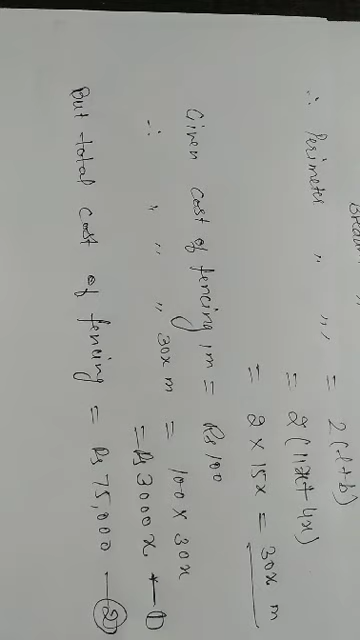 ∴ Perimeter " " = 2(l+b)
= 2(11x+4x)
= 2 × 15x = 30x m
Given cost of fencing 1m = Rs 100
∴ " " " 30x m = 100 × 30x
= Rs 3000x — ①
But total cost of fencing = Rs 75,000 — ②